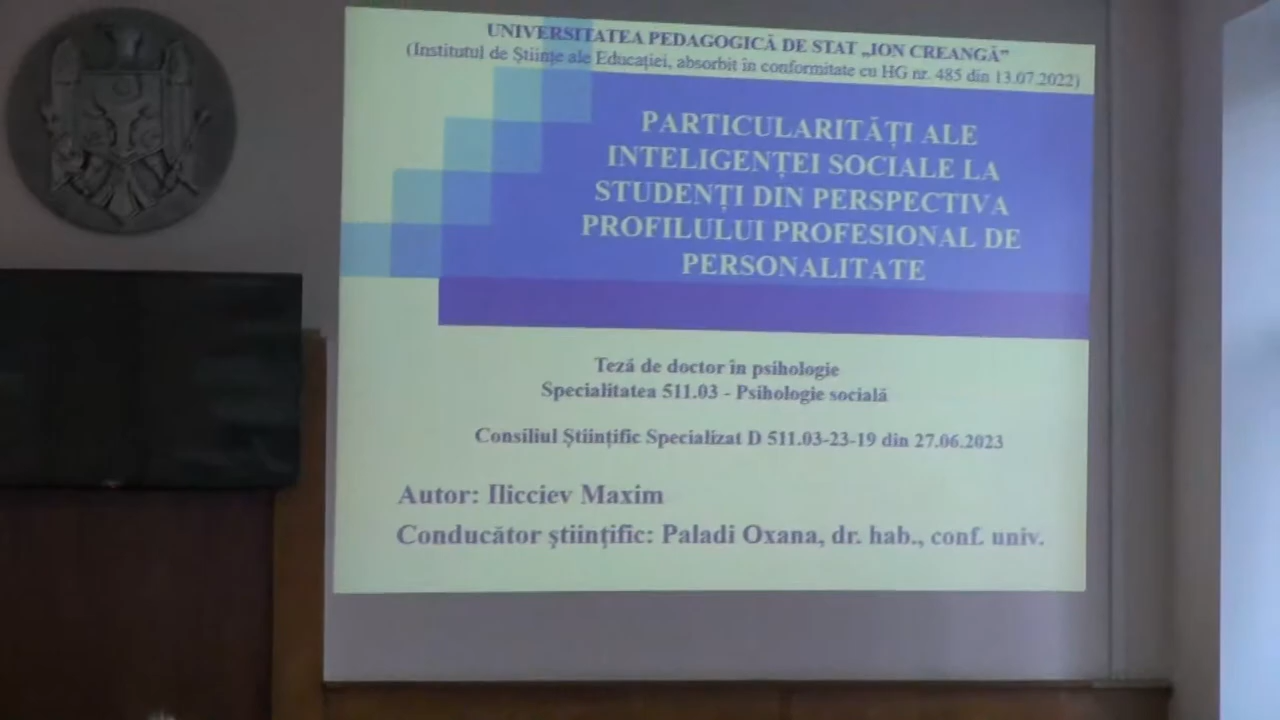 UNIVERSITATEA PEDAGOGICĂ DE STAT „ION CREANGĂ”
(Institutul de Științe ale Educației, absorbit în conformitate cu HG nr. 485 din 13.07.2022)
PARTICULARITĂȚI ALE
INTELIGENȚEI SOCIALE LA
STUDENȚI DIN PERSPECTIVA
PROFILULUI PROFESIONAL DE
PERSONALITATE
Teză de doctor în psihologie
Specialitatea 511.03 - Psihologie socială
Consiliul Științific Specializat D 511.03-23-19 din 27.06.2023
Autor: Ilicciev Maxim
Conducător științific: Paladi Oxana, dr. hab., conf. univ.